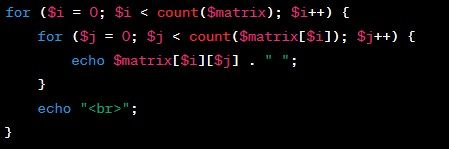 for ($i = 0; $i < count($matrix); $i++) {
    for ($j = 0; $j < count($matrix[$i]); $j++) {
        echo $matrix[$i][$j] . " ";
    }
    echo "<br>";
}